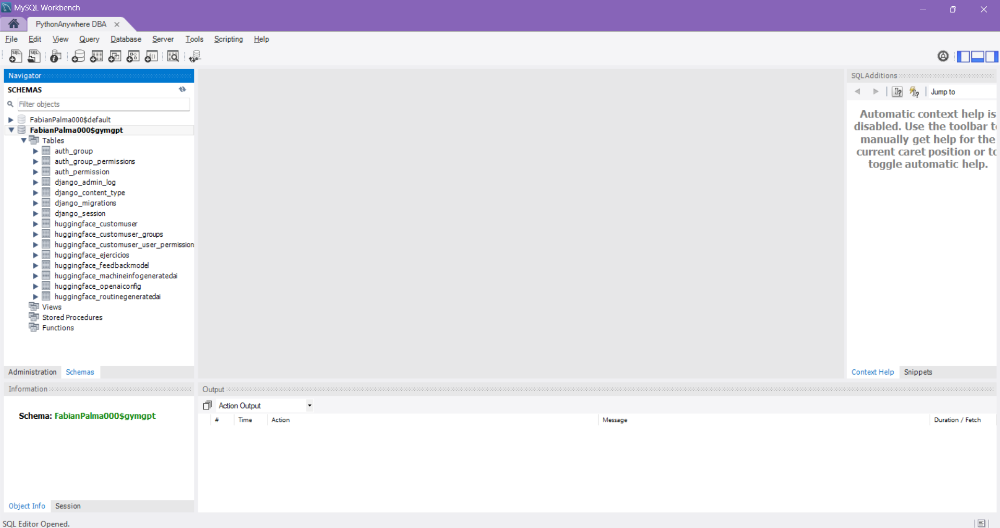 MySQL Workbench
PythonAnywhere DBA
File Edit View Query Database Server Tools Scripting Help
Navigator
SCHEMAS
Filter objects
FabianPalma000$default
FabianPalma000$gymgpt
Tables
auth_group
auth_group_permissions
auth_permission
django_admin_log
django_content_type
django_migrations
django_session
huggingface_customuser
huggingface_customuser_groups
huggingface_customuser_user_permission
huggingface_ejercicios
huggingface_feedbackmodel
huggingface_machineinfogeneratedai
huggingface_openaiconfig
huggingface_routinegeneratedai
Views
Stored Procedures
Functions
Administration Schemas
Information
Schema: FabianPalma000$gymgpt
Object Info Session
SQL Editor Opened.
Output
Action Output
# Time Action Message Duration / Fetch
SQLAdditions
Jump to
Automatic context help is
disabled. Use the toolbar t
manually get help for the
current caret position or to
toggle automatic help.
Context Help Snippets